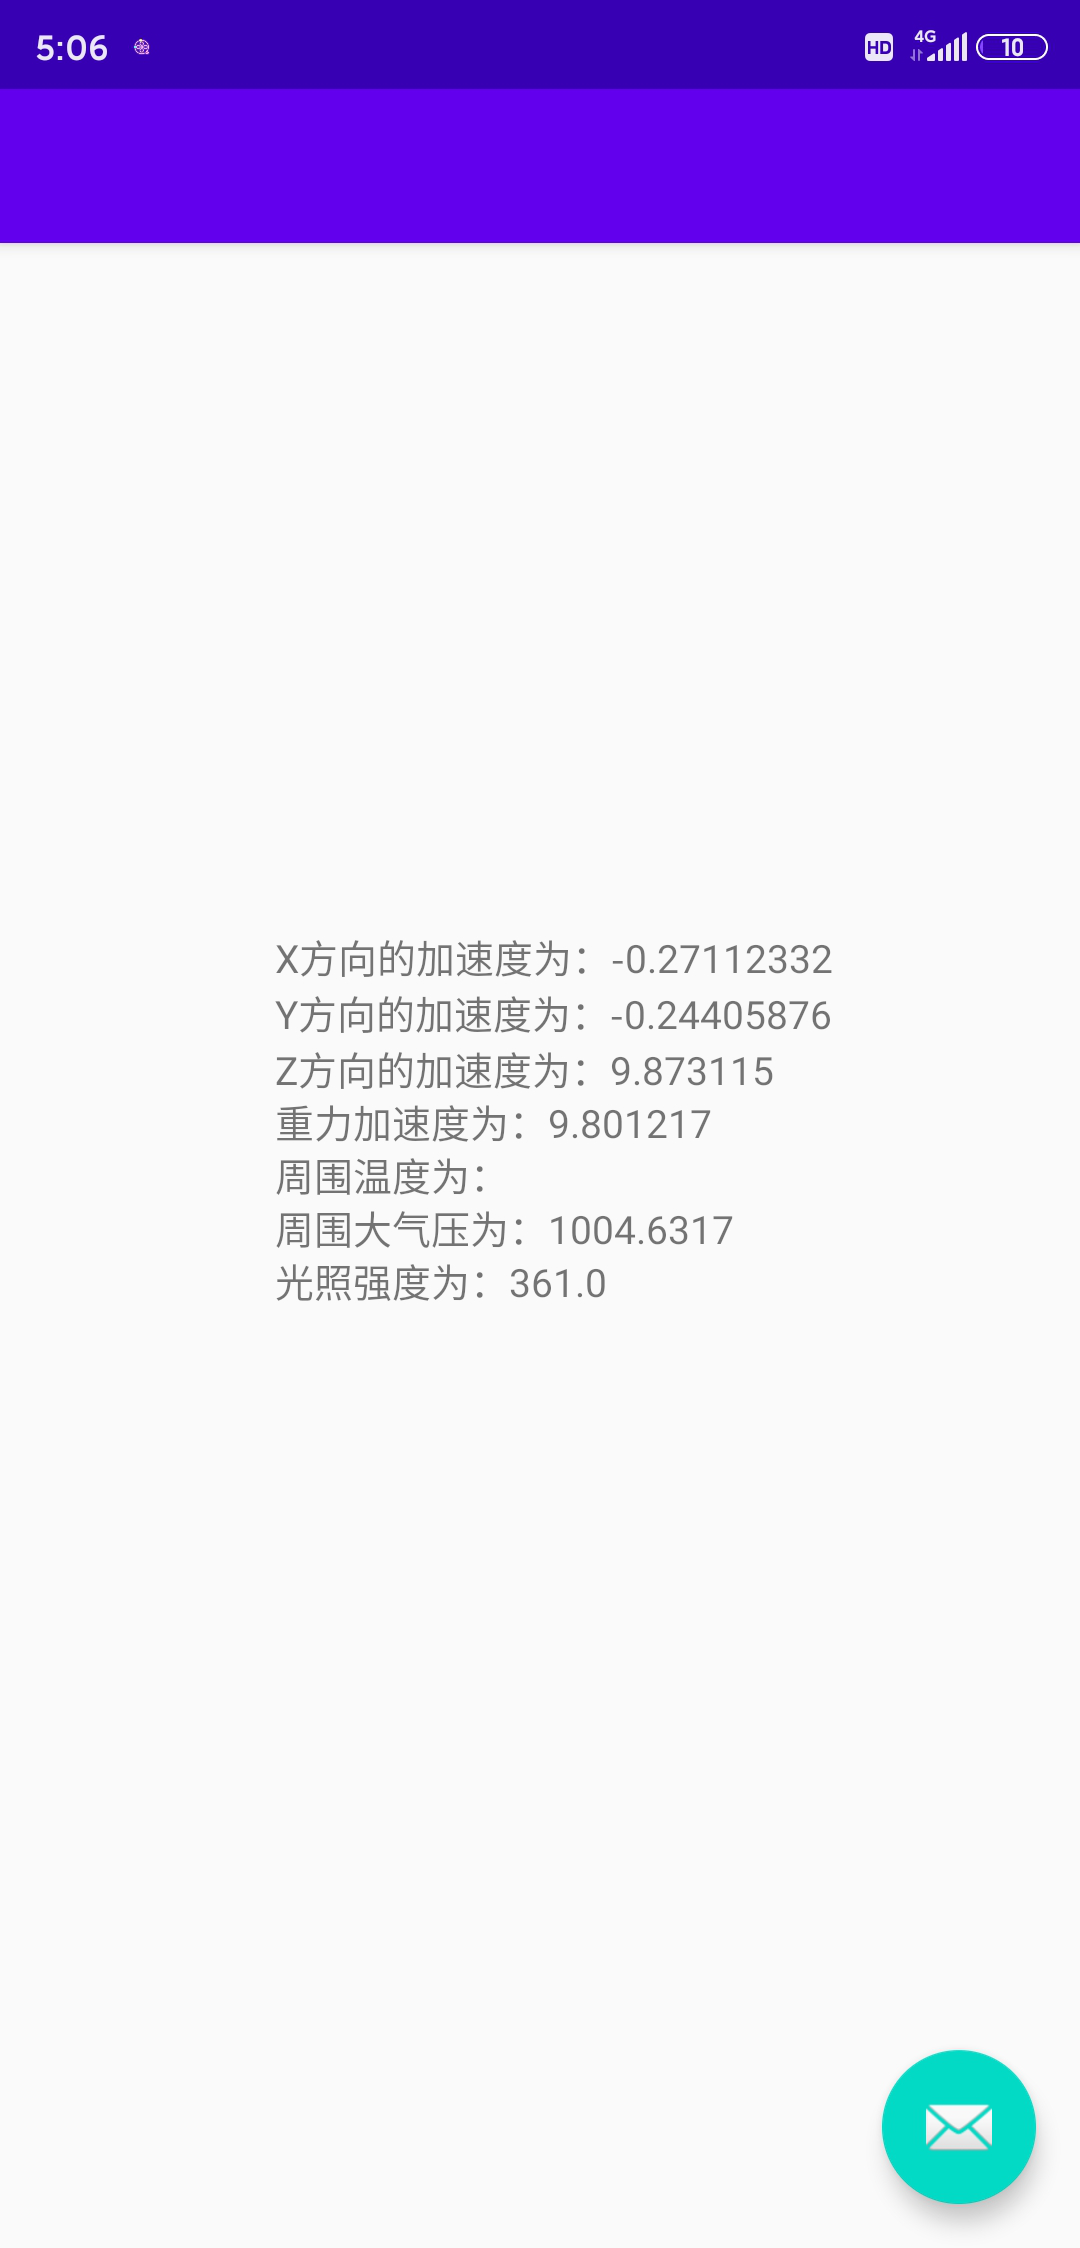 5:06
HD 4G 10
X方向的加速度为：-0.27112332
Y方向的加速度为：-0.24405876
Z方向的加速度为：9.873115
重力加速度为：9.801217
周围温度为：
周围大气压为：1004.6317
光照强度为：361.0